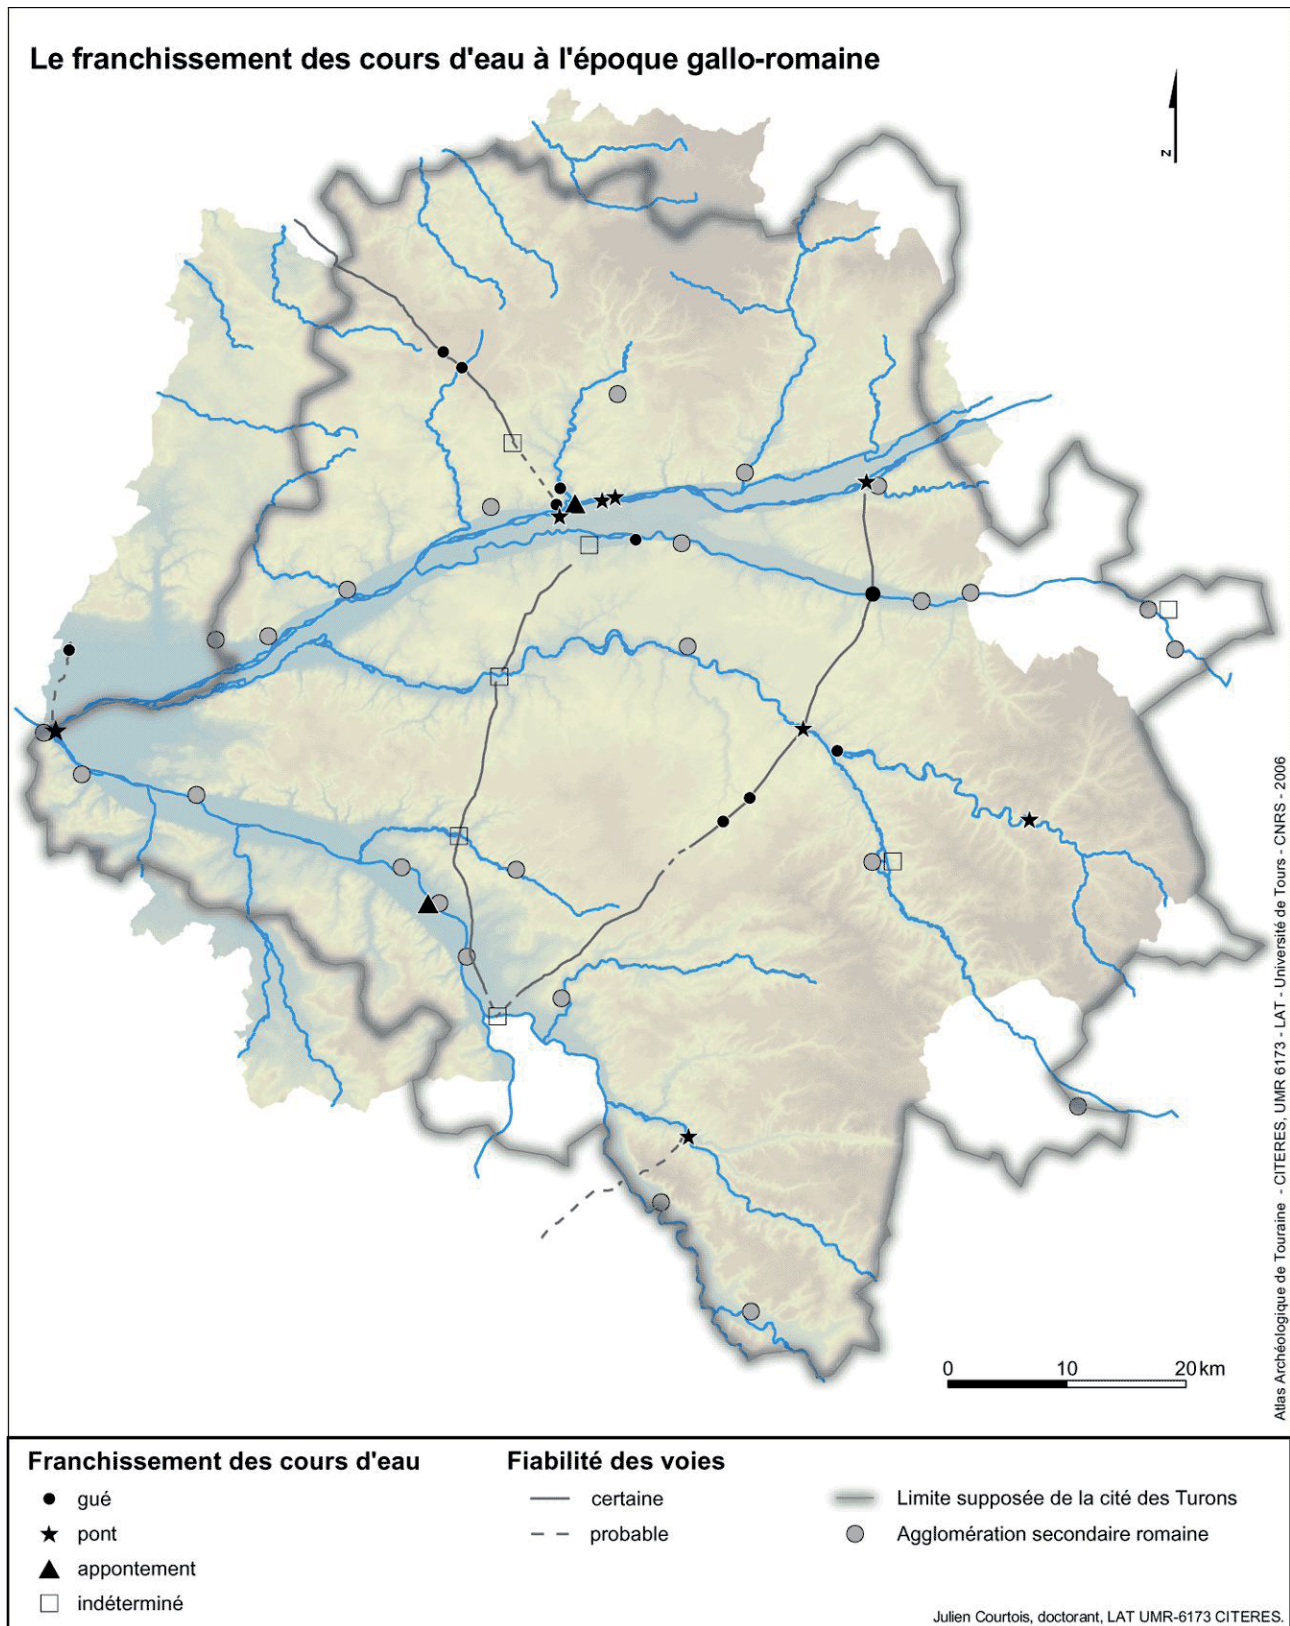 Le franchissement des cours d'eau à l'époque gallo-romaine
N
0 10 20 km
Atlas Archéologique de Touraine - CITERES, UMR 6173 - LAT - Université de Tours - CNRS - 2006
Franchissement des cours d'eau
gué
pont
appontement
indéterminé
Fiabilité des voies
certaine
probable
Limite supposée de la cité des Turons
Agglomération secondaire romaine
Julien Courtois, doctorant, LAT UMR-6173 CITERES.